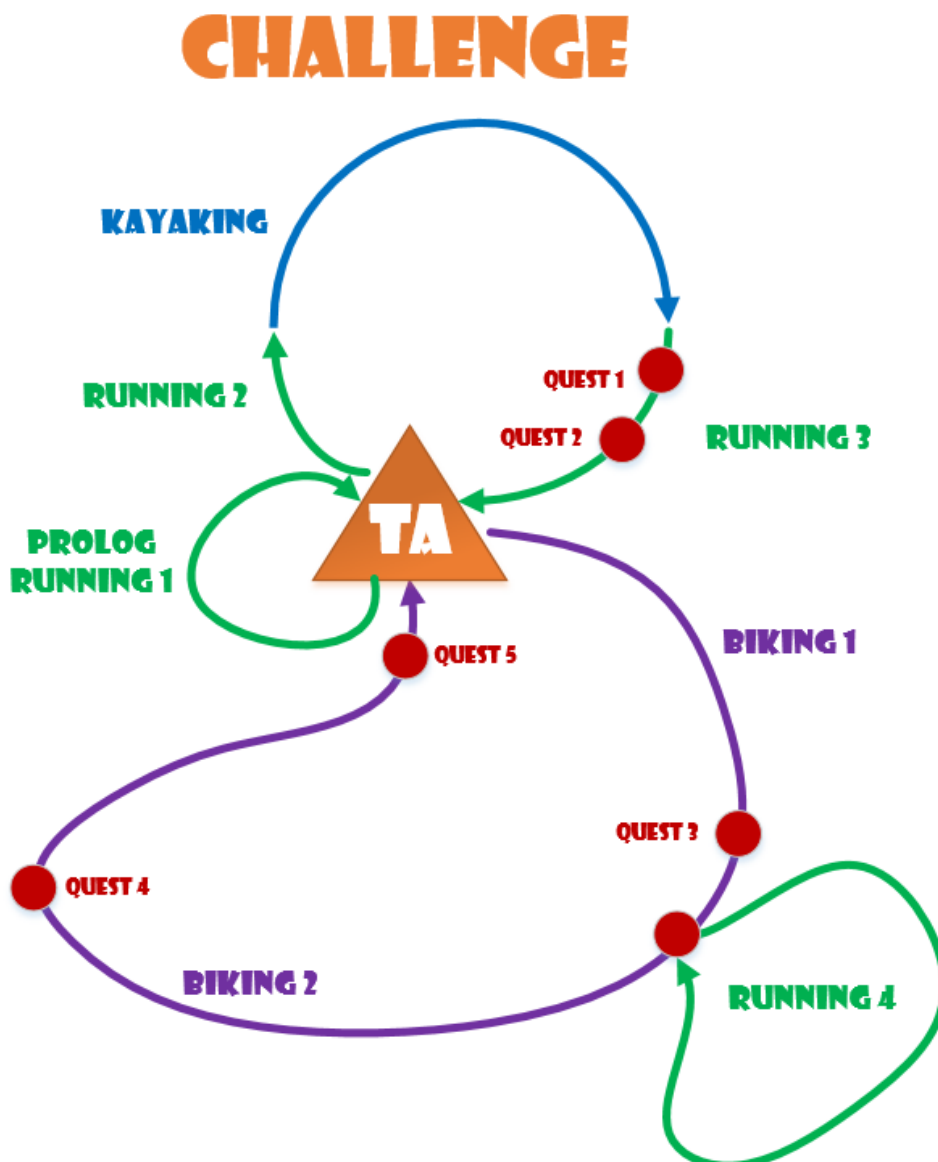 CHALLENGE
KAYAKING
QUEST 1
RUNNING 2
QUEST 2
RUNNING 3
TA
PROLOG
RUNNING 1
BIKING 1
QUEST 5
QUEST 3
QUEST 4
BIKING 2
RUNNING 4